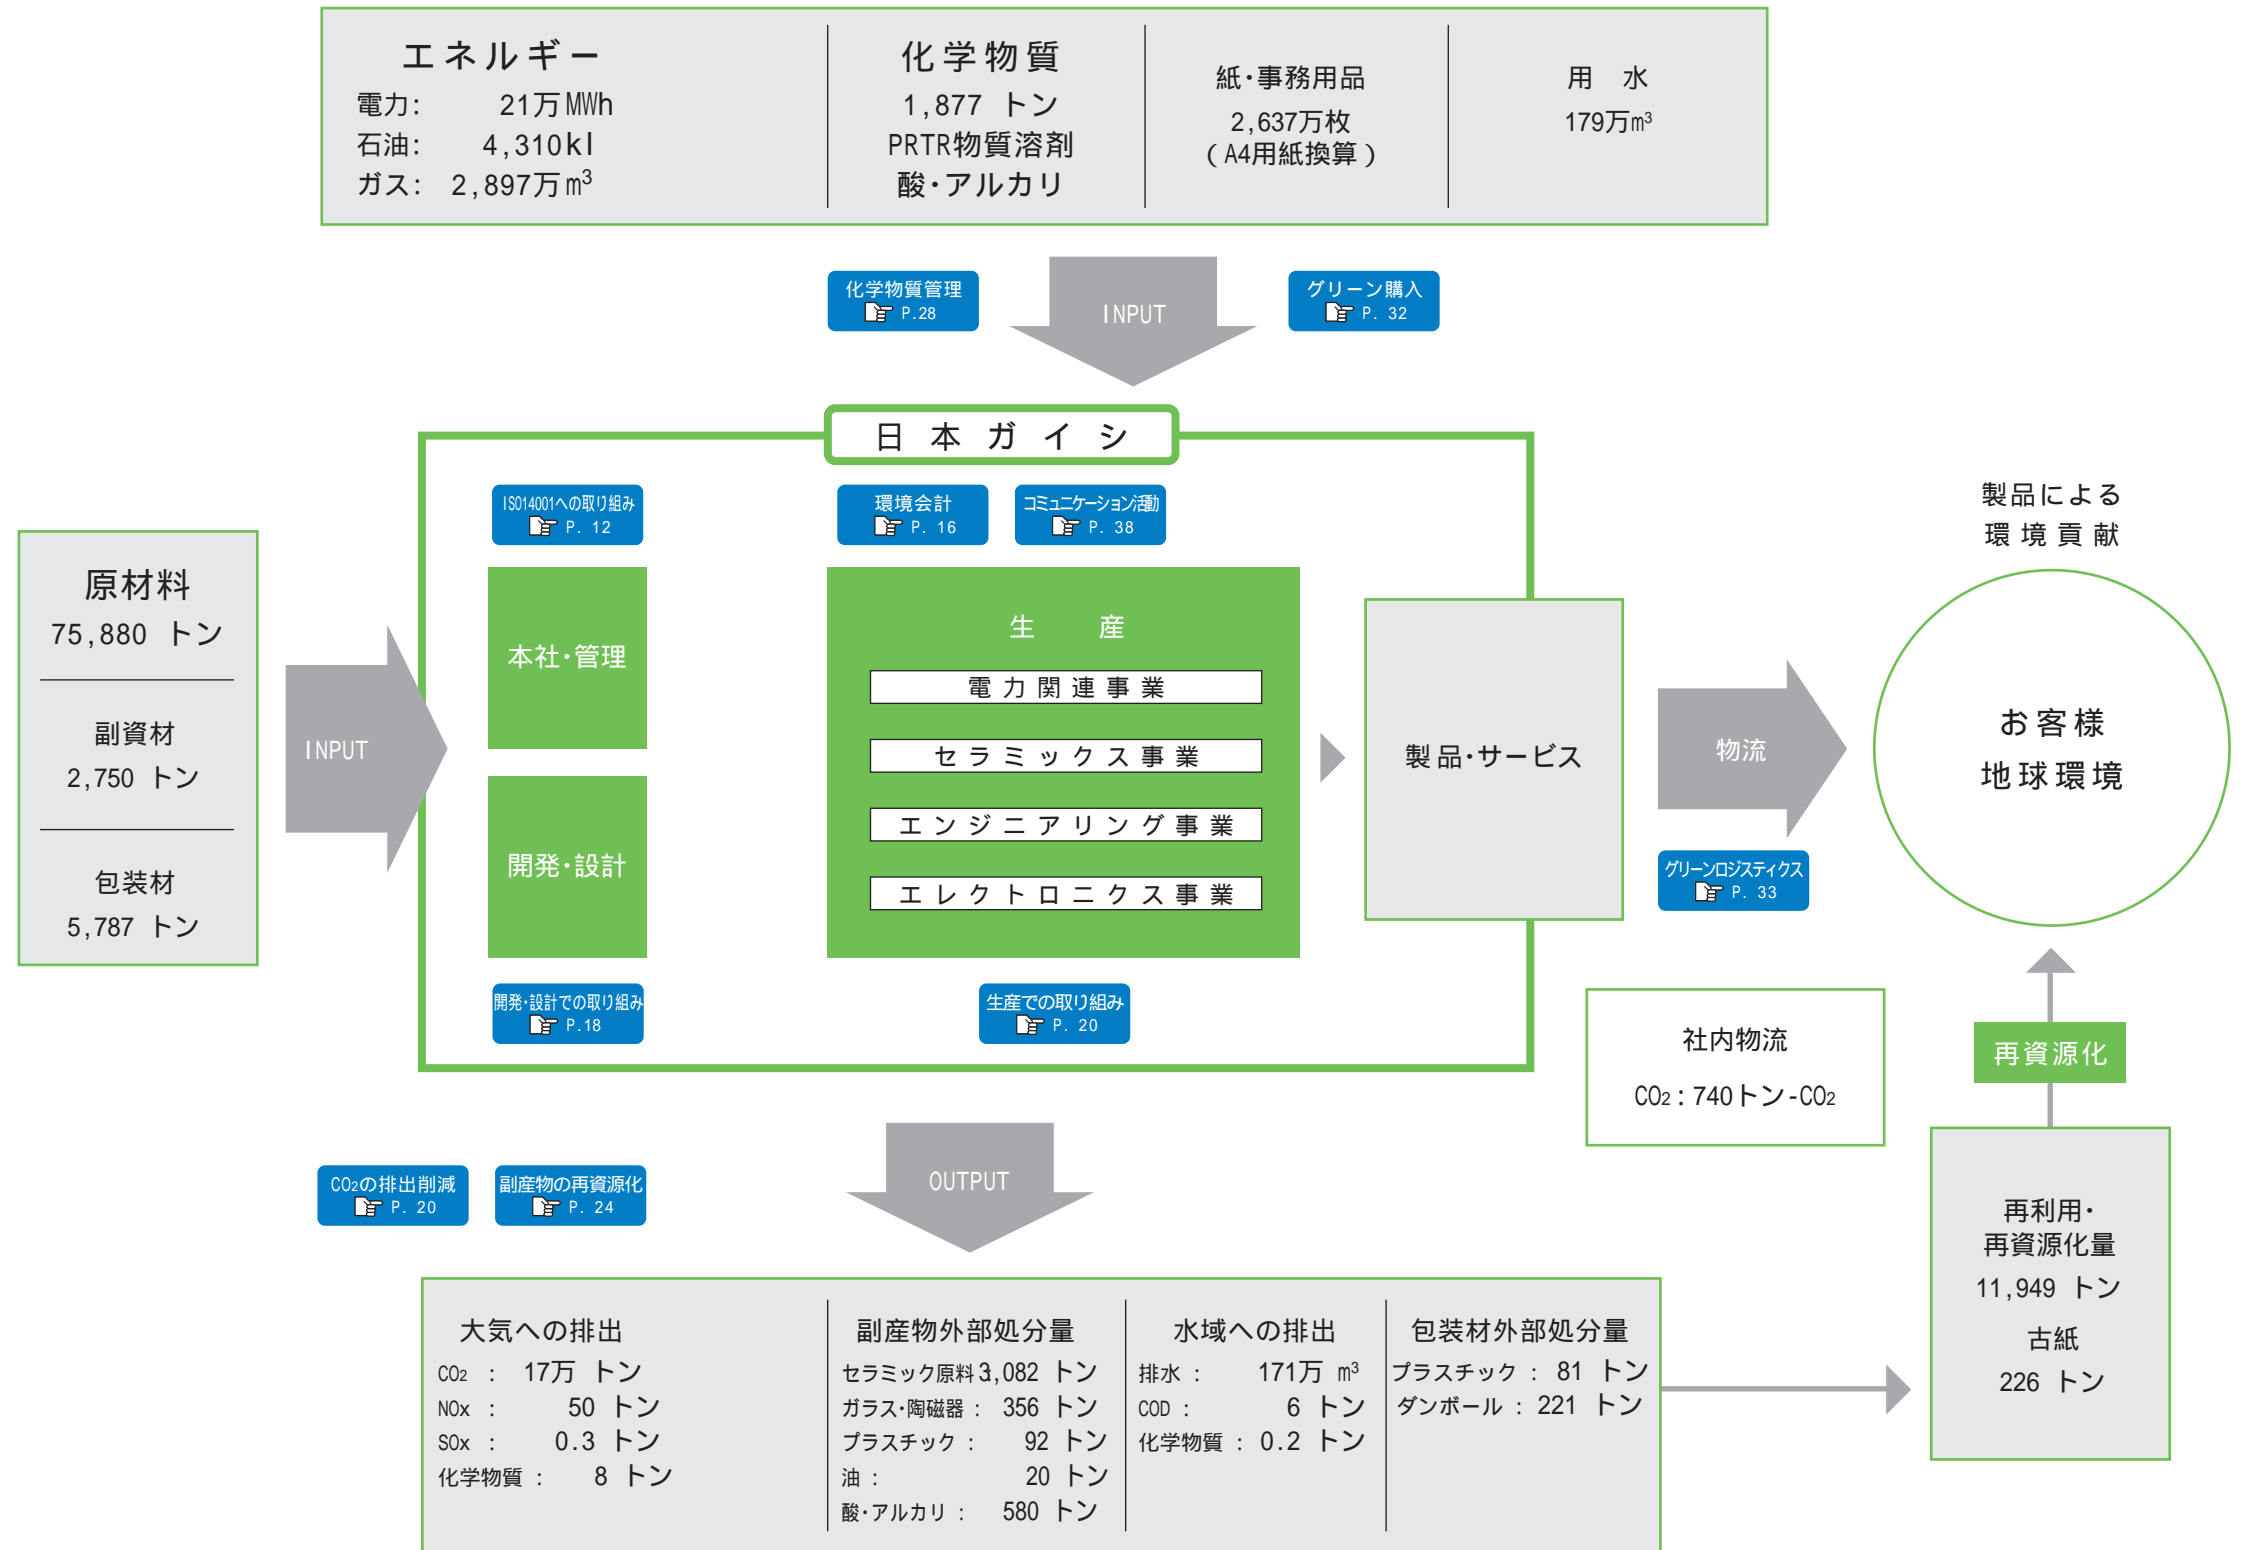 エネルギー
電力: 21万MWh
石油: 4,310kl
ガス: 2,897万m³
化学物質
1,877 トン
PRTR物質溶剤
酸・アルカリ
紙・事務用品
2,637万枚
(A4用紙換算)
用 水
179万m³
化学物質管理
P.28
INPUT
グリーン購入
P. 32
日本ガイシ
ISO14001への取り組み
P. 12
環境会計
P. 16
コミュニケーション活動
P. 38
原材料
75,880 トン
副資材
2,750 トン
包装材
5,787 トン
INPUT
本社・管理
開発・設計
生 産
電力関連事業
セラミックス事業
エンジニアリング事業
エレクトロニクス事業
製品・サービス
物流
グリーンロジスティクス
P. 33
製品による
環境貢献
お客様
地球環境
開発・設計での取り組み
P.18
生産での取り組み
P. 20
社内物流
CO2:740トン-CO2
再資源化
CO2の排出削減
P. 20
副産物の再資源化
P. 24
OUTPUT
再利用・
再資源化量
11,949 トン
古紙
226 トン
大気への排出
CO2 : 17万 トン
NOx : 50 トン
SOx : 0.3 トン
化学物質 : 8 トン
副産物外部処分量
セラミック原料:3,082 トン
ガラス・陶磁器 : 356 トン
プラスチック : 92 トン
油 : 20 トン
酸・アルカリ : 580 トン
水域への排出
排水 : 171万 m³
COD : 6 トン
化学物質 : 0.2 トン
包装材外部処分量
プラスチック : 81 トン
ダンボール : 221 トン